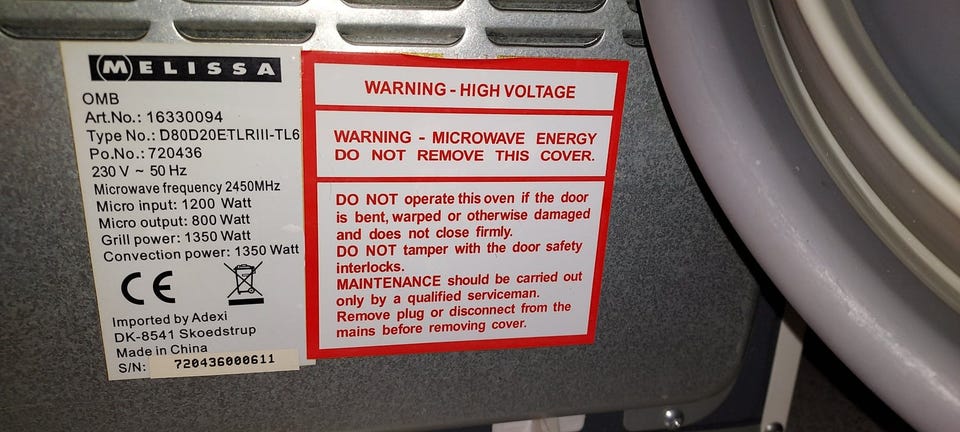 MELISSA
OMB
Art.No.: 16330094
Type No.: D80D20ETLRIII-TL6
Po.No.: 720436
230 V ~ 50 Hz
Microwave frequency 2450MHz
Micro input: 1200 Watt
Micro output: 800 Watt
Grill power: 1350 Watt
Convection power: 1350 Watt
CE
Imported by Adexi
DK-8541 Skoedstrup
Made in China
S/N: 720436000611
WARNING - HIGH VOLTAGE
WARNING - MICROWAVE ENERGY
DO NOT REMOVE THIS COVER.
DO NOT operate this oven if the door
is bent, warped or otherwise damaged
and does not close firmly.
DO NOT tamper with the door safety
interlocks.
MAINTENANCE should be carried out
only by a qualified serviceman.
Remove plug or disconnect from the
mains before removing cover.